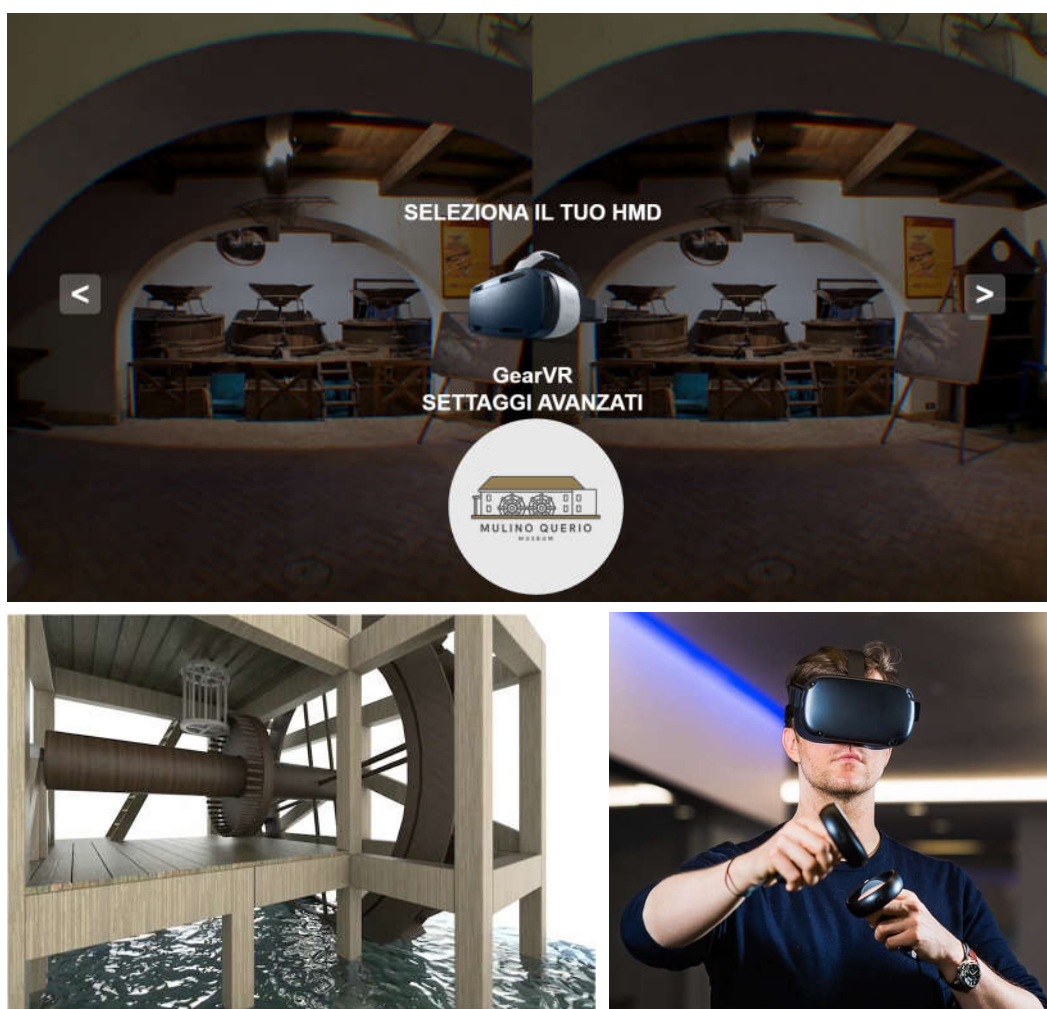 SELEZIONA IL TUO HMD
<
>
GearVR
SETTAGGI AVANZATI
MULINO QUERIO
MUSEUM